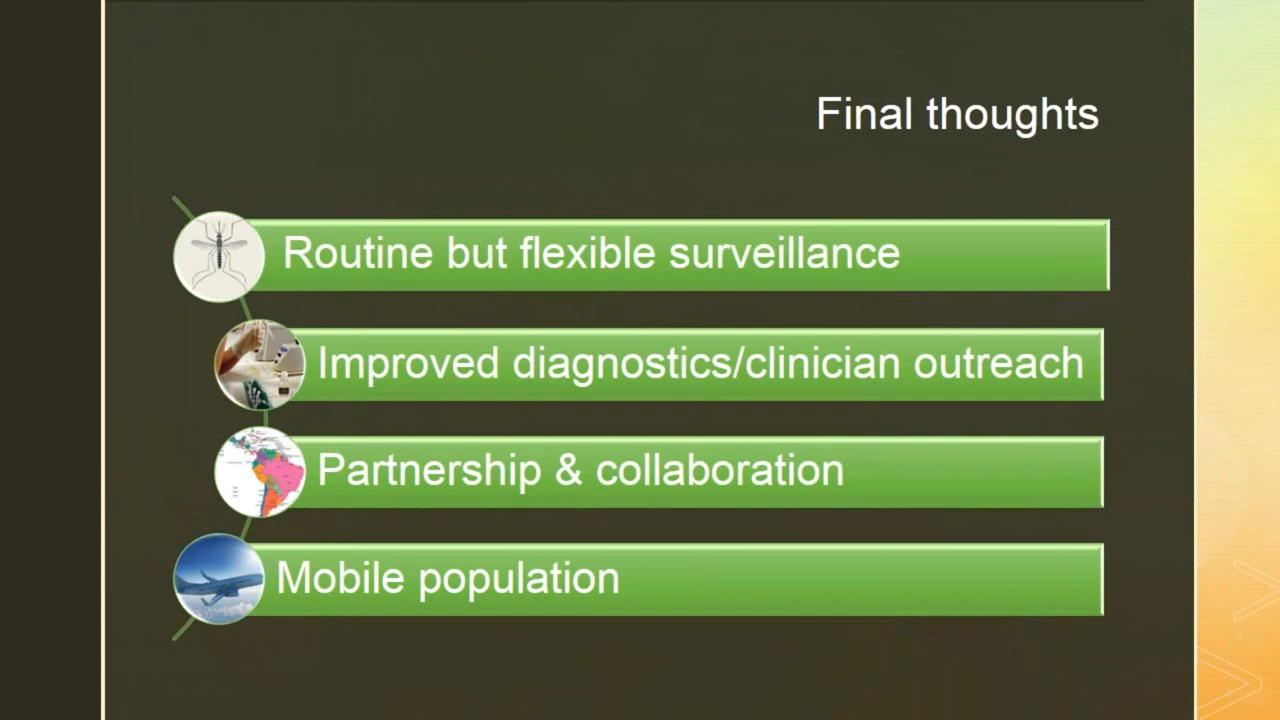 Final thoughts
Routine but flexible surveillance
Improved diagnostics/clinician outreach
Partnership & collaboration
Mobile population